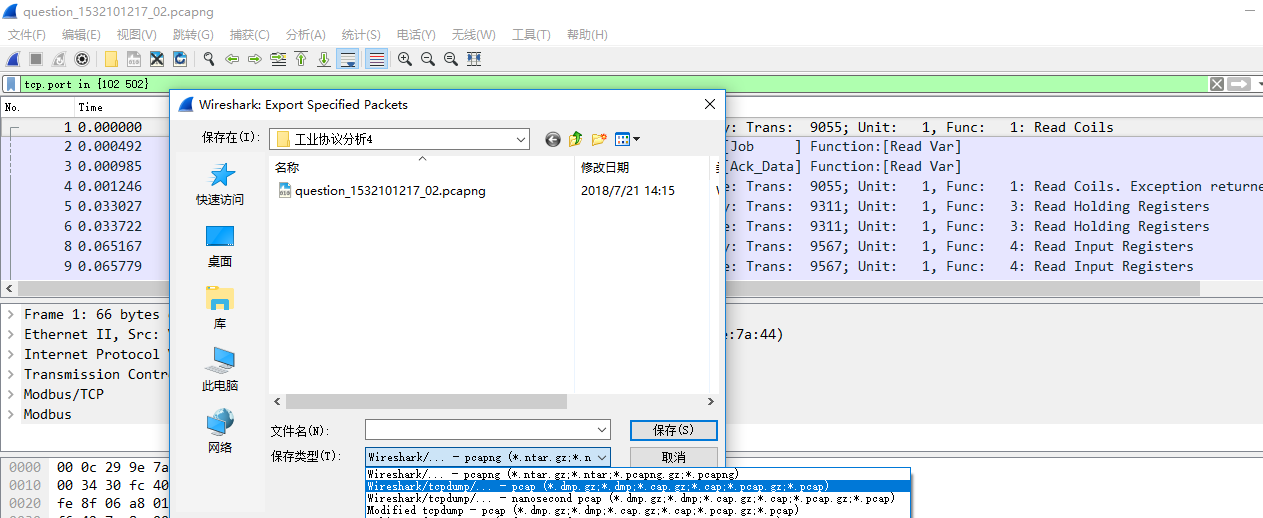 question_1532101217_02.pcapng
文件(F) 编辑(E) 视图(V) 跳转(G) 捕获(C) 分析(A) 统计(S) 电话(Y) 无线(W) 工具(T) 帮助(H)
tcp.port in {102 502}
No. Time
Wireshark: Export Specified Packets
保存在(I): 工业协议分析4
名称 修改日期
question_1532101217_02.pcapng 2018/7/21 14:15
快速访问
桌面
库
此电脑
网络
1 0.000000 y: Trans: 9055; Unit: 1, Func: 1: Read Coils
2 0.000492 [Job ] Function:[Read Var]
3 0.000985 [Ack_Data] Function:[Read Var]
4 0.001246 e: Trans: 9055; Unit: 1, Func: 1: Read Coils. Exception returne
5 0.033027 y: Trans: 9311; Unit: 1, Func: 3: Read Holding Registers
6 0.033722 e: Trans: 9311; Unit: 1, Func: 3: Read Holding Registers
8 0.065167 y: Trans: 9567; Unit: 1, Func: 4: Read Input Registers
9 0.065779 e: Trans: 9567; Unit: 1, Func: 4: Read Input Registers
Frame 1: 66 bytes
Ethernet II, Src: e:7a:44)
Internet Protocol
Transmission Contr
Modbus/TCP
Modbus
文件名(N): 保存(S)
保存类型(T): Wireshark/... - pcapng (*.ntar.gz;*.n 取消
Wireshark/... - pcapng (*.ntar.gz;*.ntar;*.pcapng.gz;*.pcapng)
Wireshark/tcpdump/... - pcap (*.dmp.gz;*.dmp;*.cap.gz;*.cap;*.pcap.gz;*.pcap)
Wireshark/tcpdump/... - nanosecond pcap (*.dmp.gz;*.dmp;*.cap.gz;*.cap;*.pcap.gz;*.pcap)
Modified tcpdump - pcap (*.dmp.gz;*.dmp;*.cap.gz;*.cap;*.pcap.gz;*.pcap)
0000 00 0c 29 9e 7a
0010 00 34 30 fc 40
0020 fe 8f 06 a8 01